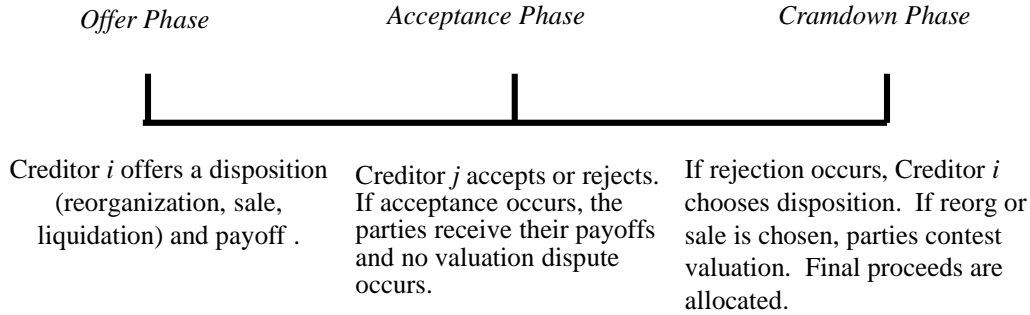 Offer Phase
Acceptance Phase
Cramdown Phase
Creditor i offers a disposition
(reorganization, sale,
liquidation) and payoff .
Creditor j accepts or rejects.
If acceptance occurs, the
parties receive their payoffs
and no valuation dispute
occurs.
If rejection occurs, Creditor i
chooses disposition.  If reorg or
sale is chosen, parties contest
valuation.  Final proceeds are
allocated.